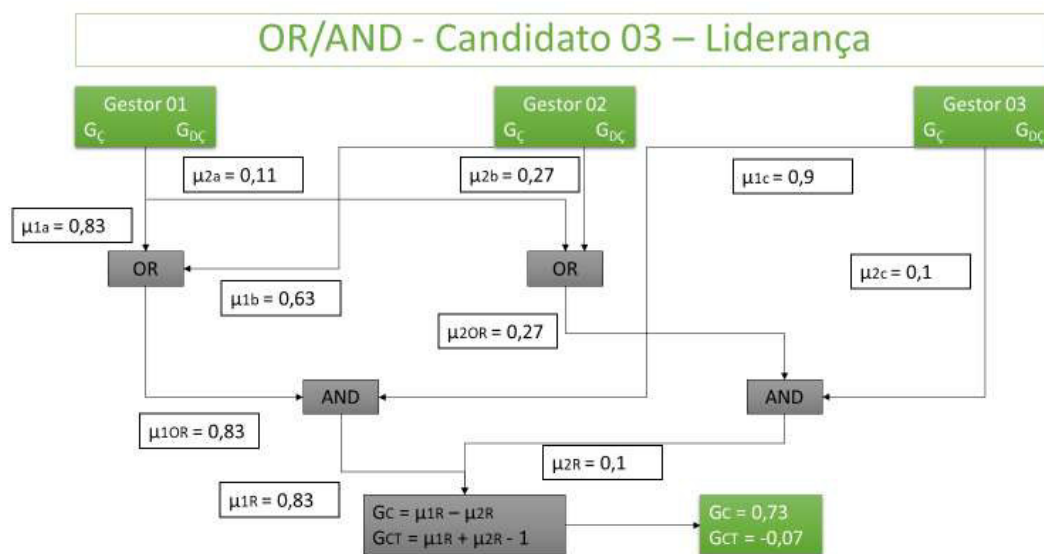 OR/AND - Candidato 03 – Liderança
Gestor 01
GÇ GDÇ
Gestor 02
GÇ GDÇ
Gestor 03
GÇ GDÇ
µ2a = 0,11
µ2b = 0,27
µ1c = 0,9
µ1a = 0,83
OR
OR
µ2c = 0,1
µ1b = 0,63
µ2OR = 0,27
AND
AND
µ1OR = 0,83
µ2R = 0,1
µ1R = 0,83
GC = µ1R – µ2R
GCT = µ1R + µ2R - 1
GC = 0,73
GCT = -0,07